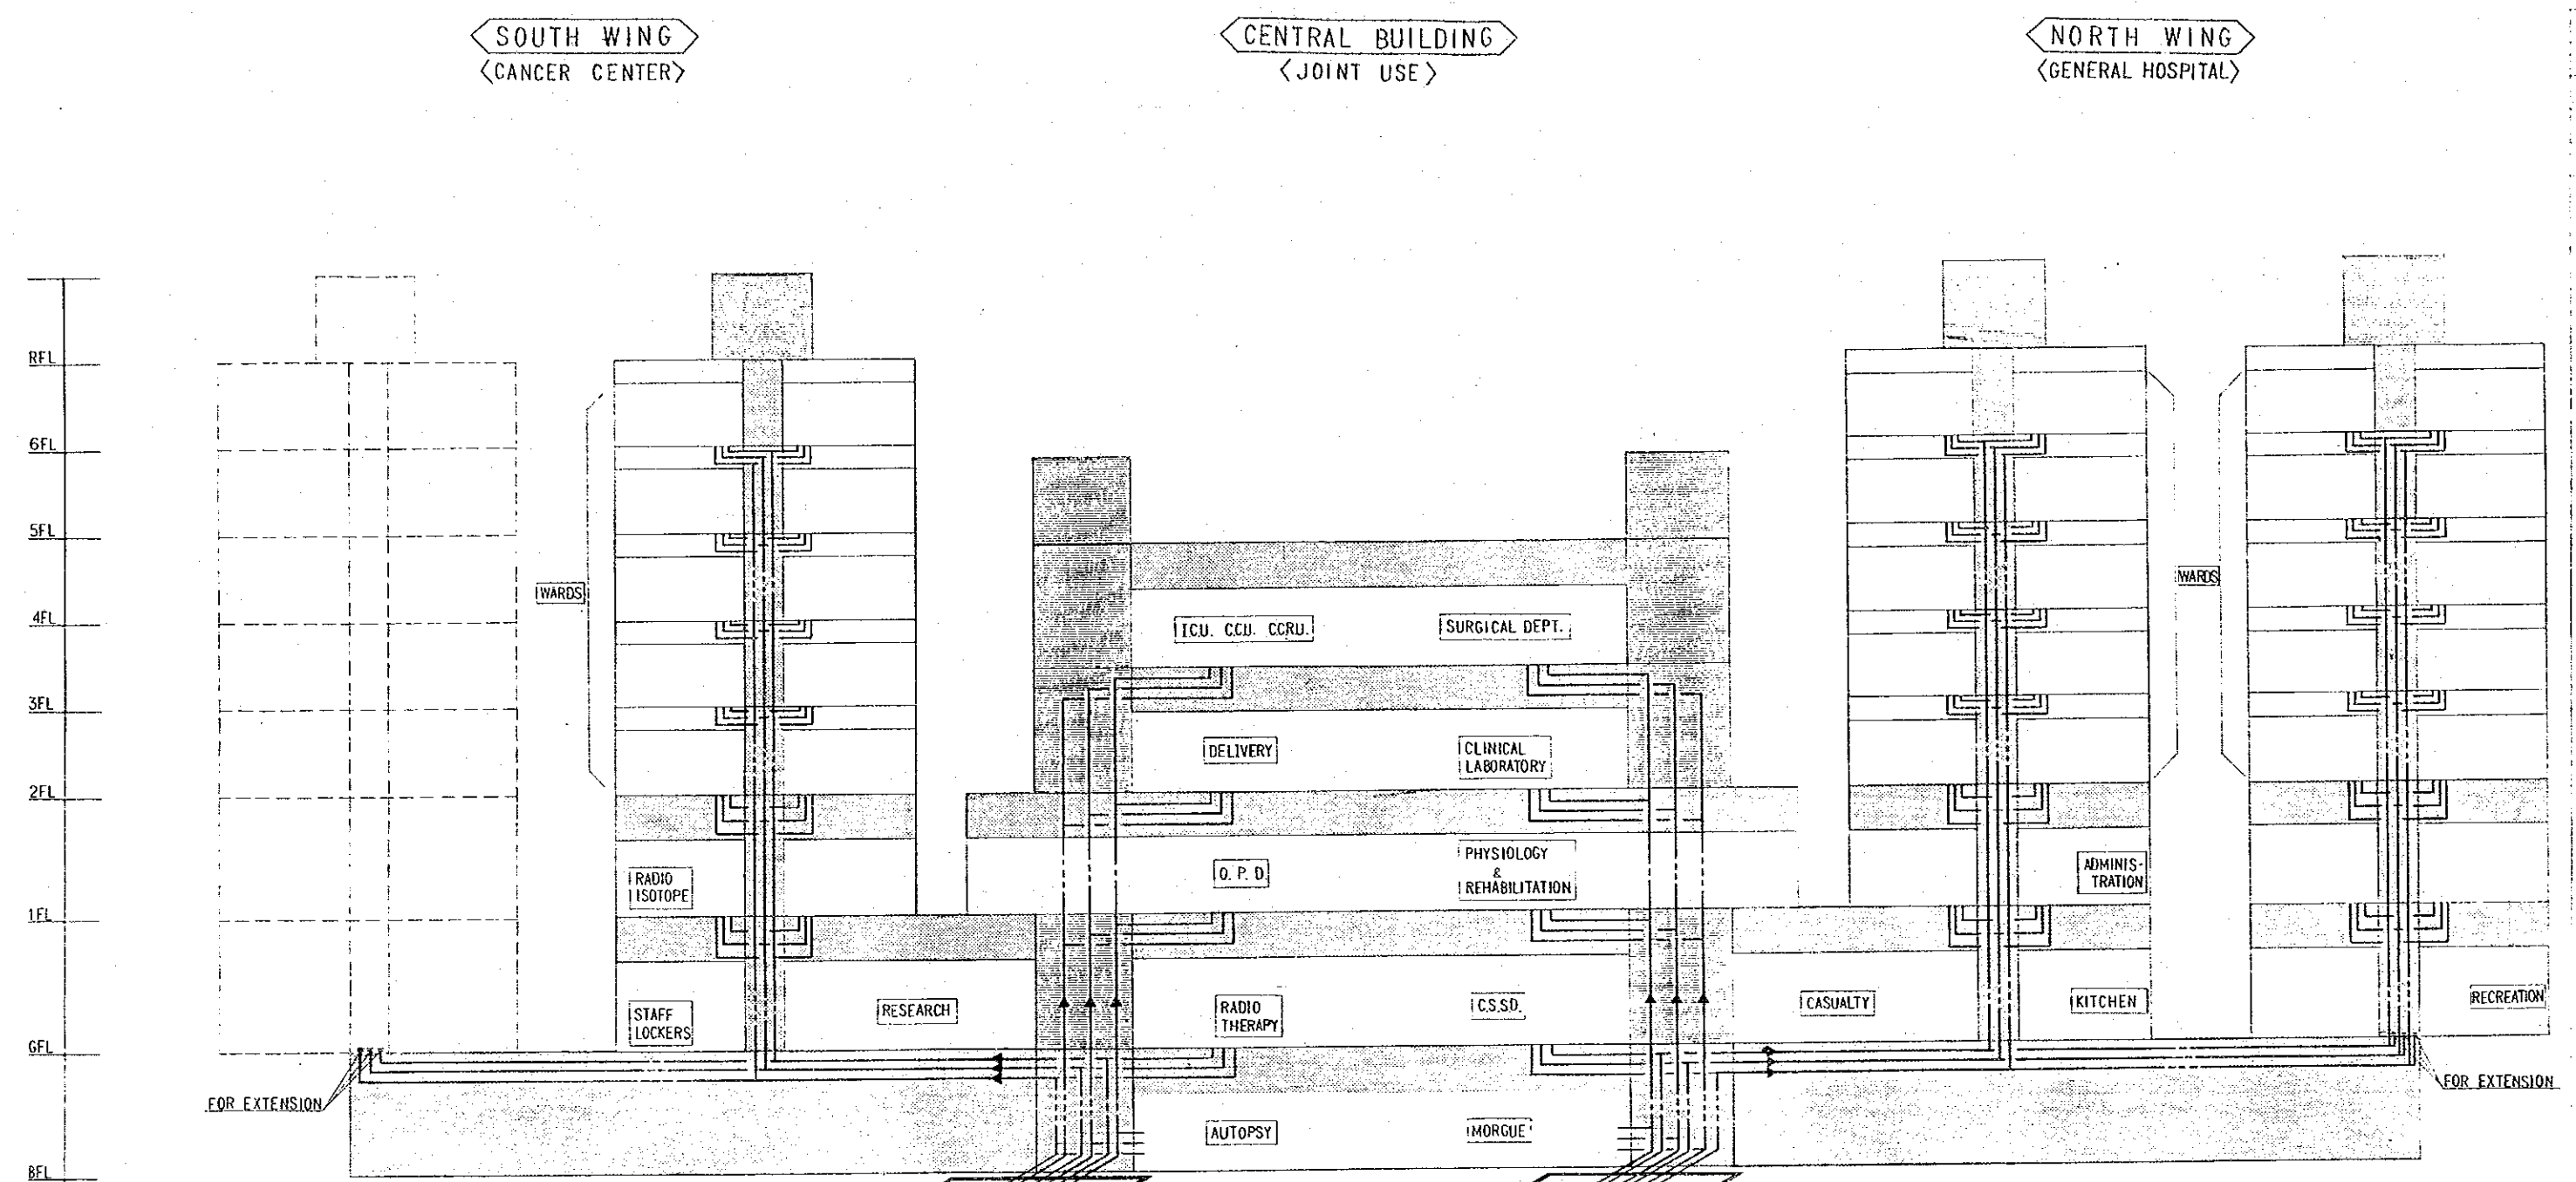 SOUTH WING
<CANCER CENTER>
CENTRAL BUILDING
<JOINT USE>
NORTH WING
<GENERAL HOSPITAL>
RFL
6FL
5FL
4FL
3FL
2FL
1FL
GFL
BFL
WARDS
RADIO
ISOTOPE
STAFF
LOCKERS
RESEARCH
FOR EXTENSION
I.C.U. C.C.U. CCRU.
SURGICAL DEPT.
DELIVERY
CLINICAL
LABORATORY
O. P. D.
PHYSIOLOGY
&
REHABILITATION
RADIO
THERAPY
C.S.S.D.
AUTOPSY
MORGUE
WARDS
ADMINIS-
TRATION
CASUALTY
KITCHEN
RECREATION
FOR EXTENSION